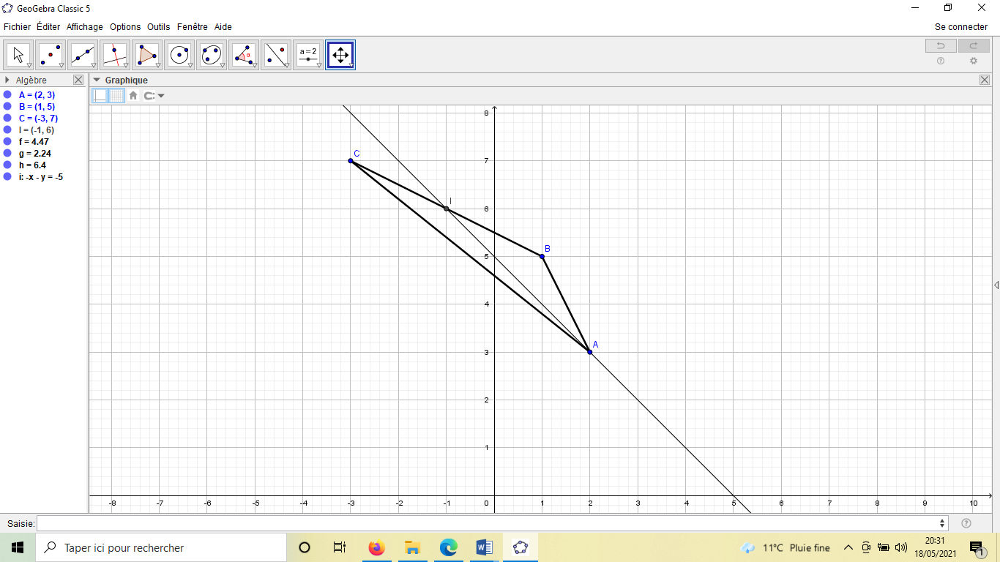 GeoGebra Classic 5
Fichier Éditer Affichage Options Outils Fenêtre Aide
Se connecter
α
a = 2
Algèbre
Graphique
A = (2, 3)
B = (1, 5)
C = (-3, 7)
I = (-1, 6)
f = 4.47
g = 2.24
h = 6.4
i: -x - y = -5
8
7
6
5
4
3
2
1
C
I
B
A
-8 -7 -6 -5 -4 -3 -2 -1 0 1 2 3 4 5 6 7 8 9 10
Saisie:
Taper ici pour rechercher
11°C Pluie fine
20:31
18/05/2021
1